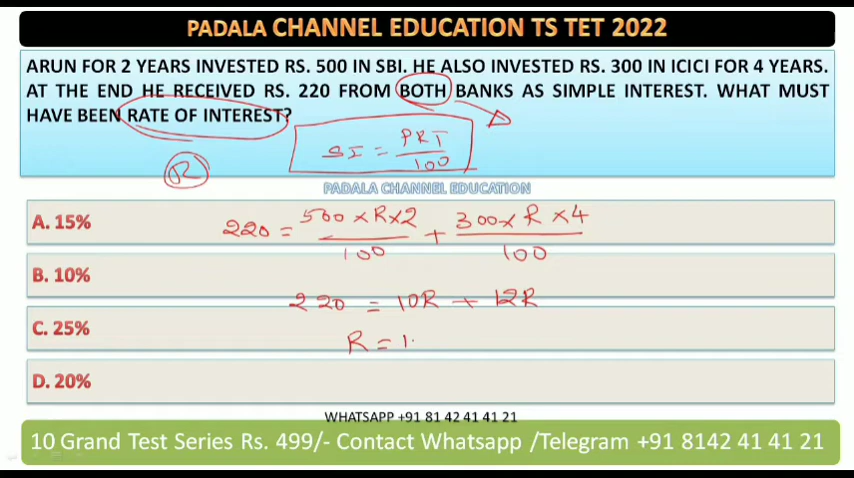 PADALA CHANNEL EDUCATION TS TET 2022
ARUN FOR 2 YEARS INVESTED RS. 500 IN SBI. HE ALSO INVESTED RS. 300 IN ICICI FOR 4 YEARS.
AT THE END HE RECEIVED RS. 220 FROM BOTH BANKS AS SIMPLE INTEREST. WHAT MUST
HAVE BEEN RATE OF INTEREST?
SI = PRT/100
R
PADALA CHANNEL EDUCATION
A. 15%
220 = 500×R×2/100 + 300×R×4/100
B. 10%
220 = 10R + 12R
C. 25%
R = 1
D. 20%
WHATSAPP +91 81 42 41 41 21
10 Grand Test Series Rs. 499/- Contact Whatsapp /Telegram +91 8142 41 41 21